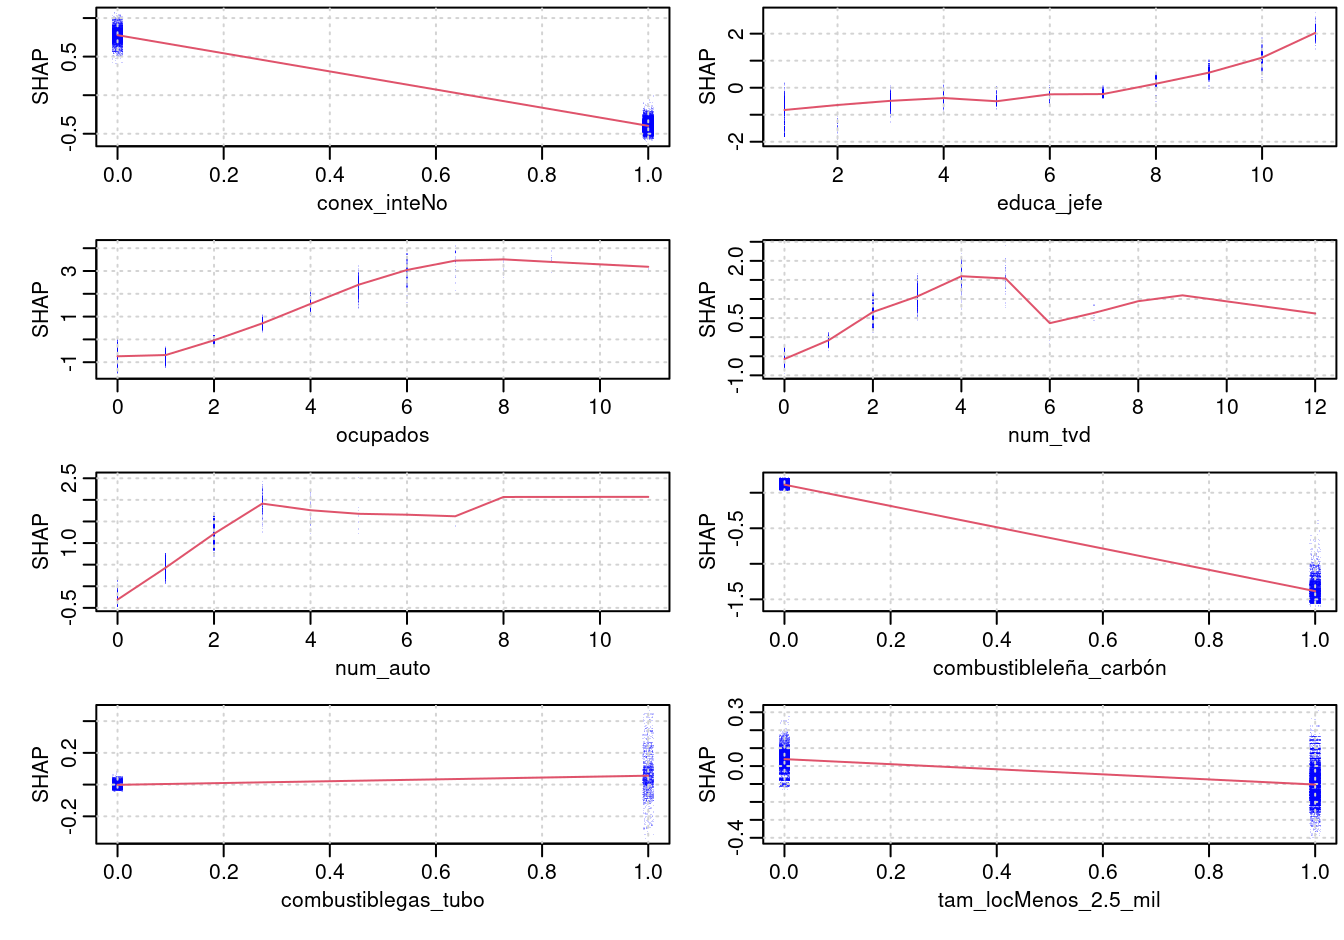 SHAP
0.5
-0.5
0.0 0.2 0.4 0.6 0.8 1.0
conex_inteNo
SHAP
2
0
-2
2 4 6 8 10
educa_jefe
SHAP
3
1
-1
0 2 4 6 8 10
ocupados
SHAP
2.0
0.5
-1.0
0 2 4 6 8 10 12
num_tvd
SHAP
2.5
1.0
-0.5
0 2 4 6 8 10
num_auto
SHAP
-0.5
-1.5
0.0 0.2 0.4 0.6 0.8 1.0
combustibleleña_carbón
SHAP
0.2
-0.2
0.0 0.2 0.4 0.6 0.8 1.0
combustiblegas_tubo
SHAP
0.3
0.0
-0.4
0.0 0.2 0.4 0.6 0.8 1.0
tam_locMenos_2.5_mil